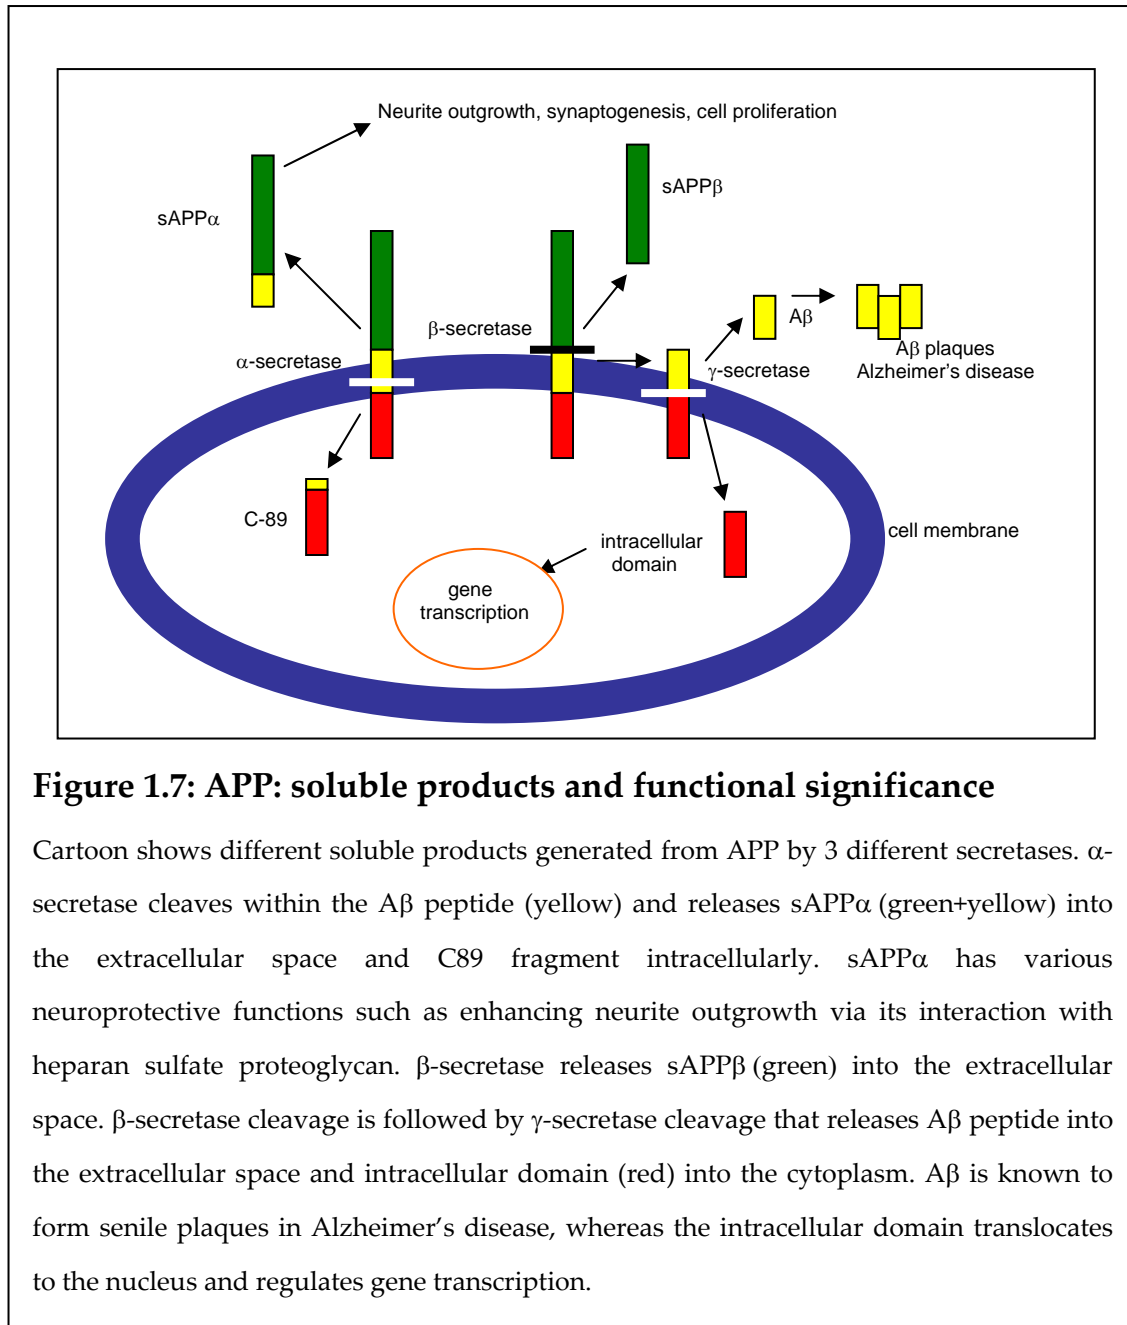 Neurite outgrowth, synaptogenesis, cell proliferation
sAPPβ
sAPPα
β-secretase
Aβ
α-secretase
γ-secretase
Aβ plaques
Alzheimer's disease
C-89
cell membrane
intracellular
domain
gene
transcription
Figure 1.7: APP: soluble products and functional significance
Cartoon shows different soluble products generated from APP by 3 different secretases. α-
secretase cleaves within the Aβ peptide (yellow) and releases sAPPα (green+yellow) into
the extracellular space and C89 fragment intracellularly. sAPPα has various
neuroprotective functions such as enhancing neurite outgrowth via its interaction with
heparan sulfate proteoglycan. β-secretase releases sAPPβ (green) into the extracellular
space. β-secretase cleavage is followed by γ-secretase cleavage that releases Aβ peptide into
the extracellular space and intracellular domain (red) into the cytoplasm. Aβ is known to
form senile plaques in Alzheimer's disease, whereas the intracellular domain translocates
to the nucleus and regulates gene transcription.